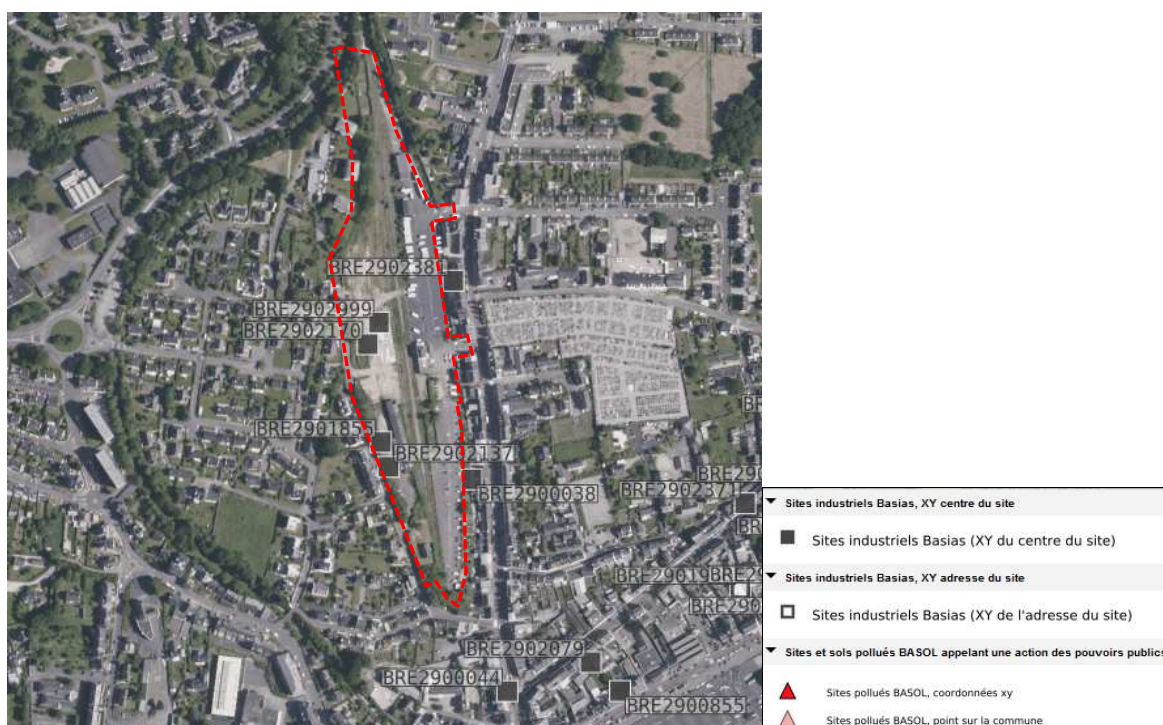 BRE2902381
BRE2902999
BRE2902170
BRE2901855
BRE2902137
BRE2900038
BRE2902371
BRE29019
BRE2902079
BRE2900044
BRE2900855
Sites industriels Basias, XY centre du site
Sites industriels Basias (XY du centre du site)
Sites industriels Basias, XY adresse du site
Sites industriels Basias (XY de l'adresse du site)
Sites et sols pollués BASOL appelant une action des pouvoirs publics
Sites pollués BASOL, coordonnées xy
Sites pollués BASOL, point sur la commune